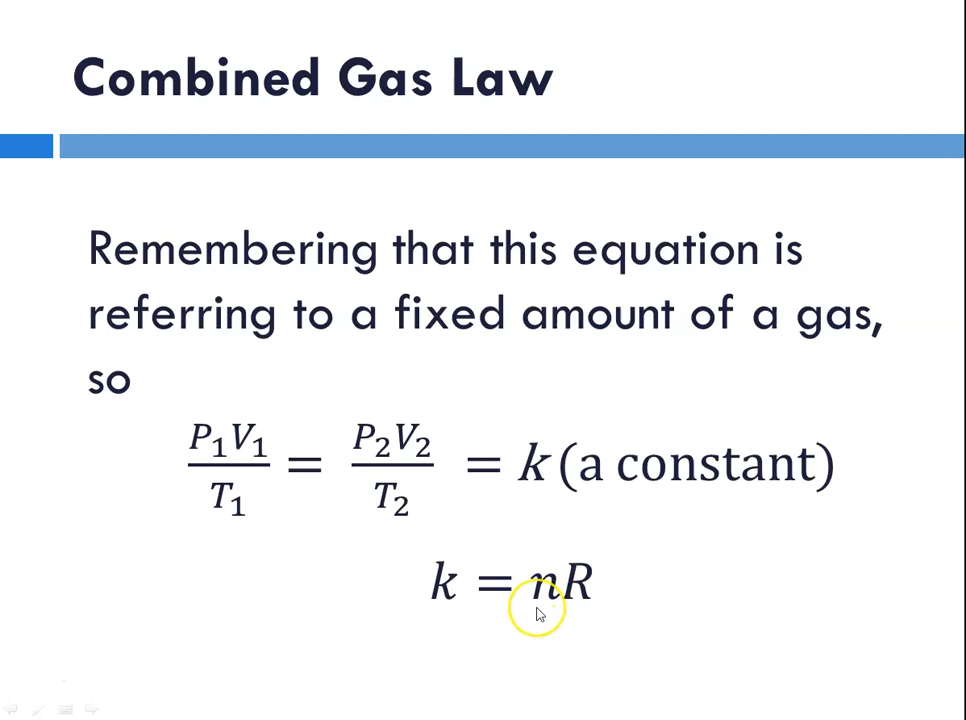 Combined Gas Law
Remembering that this equation is
referring to a fixed amount of a gas,
so
P₁V₁/T₁ = P₂V₂/T₂ = k (a constant)
k = nR